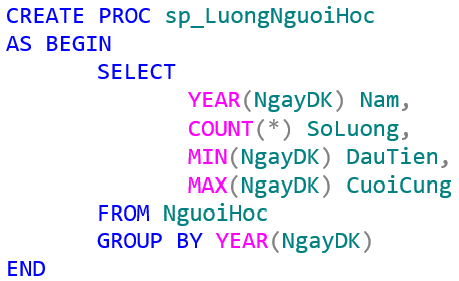 CREATE PROC sp_LuongNguoiHoc
AS BEGIN
SELECT
YEAR(NgayDK) Nam,
COUNT(*) SoLuong,
MIN(NgayDK) DauTien,
MAX(NgayDK) CuoiCung
FROM NguoiHoc
GROUP BY YEAR(NgayDK)
END